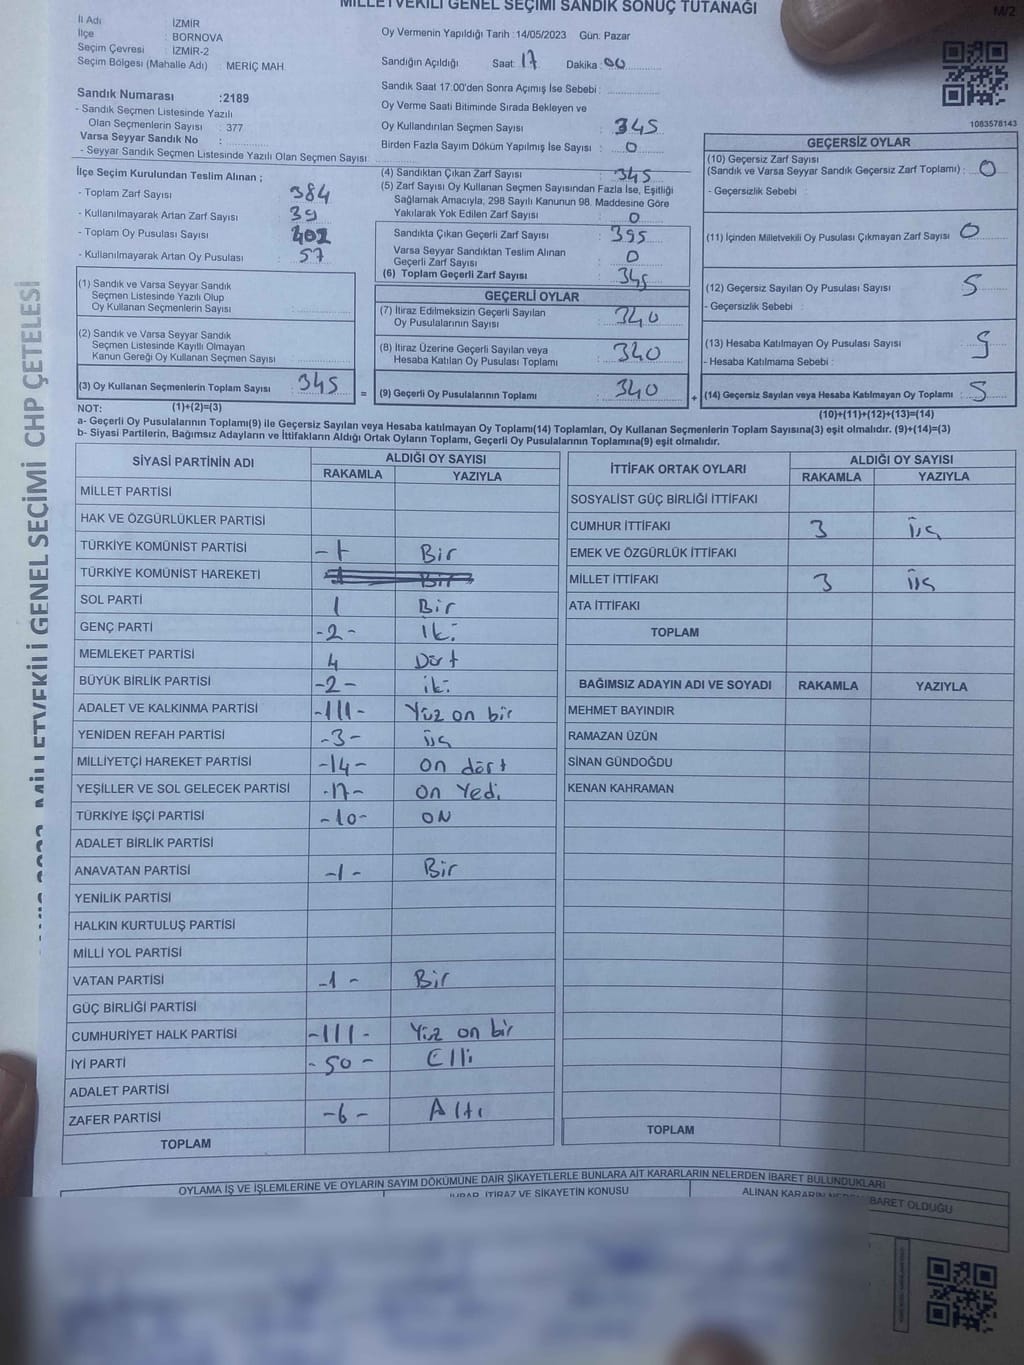 MİLLETVEKİLİ GENEL SEÇİMİ SANDIK SONUÇ TUTANAĞI
M/2
İl Adı İZMİR
İlçe : BORNOVA
Seçim Çevresi : İZMİR-2
Seçim Bölgesi (Mahalle Adı) : MERİÇ MAH
Oy Vermenin Yapıldığı Tarih : 14/05/2023 Gün: Pazar
Sandığın Açıldığı Saat: 17 Dakika : 00
Sandık Saat 17:00'den Sonra Açımış İse Sebebi :
Oy Verme Saati Bitiminde Sırada Bekleyen ve
Oy Kullandırılan Seçmen Sayısı : 345
Birden Fazla Sayım Döküm Yapılmış İse Sayısı : 0
Sandık Numarası :2189
- Sandık Seçmen Listesinde Yazılı
Olan Seçmenlerin Sayısı : 377
Varsa Seyyar Sandık No :
- Seyyar Sandık Seçmen Listesinde Yazılı Olan Seçmen Sayısı :
İlçe Seçim Kurulundan Teslim Alınan ;
- Toplam Zarf Sayısı : 384
- Kullanılmayarak Artan Zarf Sayısı : 39
- Toplam Oy Pusulası Sayısı : 402
- Kullanılmayarak Artan Oy Pusulası : 57
(1) Sandık ve Varsa Seyyar Sandık
Seçmen Listesinde Yazılı Olup
Oy Kullanan Seçmenlerin Sayısı :
(2) Sandık ve Varsa Seyyar Sandık
Seçmen Listesinde Kayıtlı Olmayan
Kanun Gereği Oy Kullanan Seçmen Sayısı :
(3) Oy Kullanan Seçmenlerin Toplam Sayısı : 345
(1)+(2)=(3)
(4) Sandıktan Çıkan Zarf Sayısı : 345
(5) Zarf Sayısı Oy Kullanan Seçmen Sayısından Fazla İse, Eşitliği
Sağlamak Amacıyla, 298 Sayılı Kanunun 98. Maddesine Göre
Yakılarak Yok Edilen Zarf Sayısı : 0
Sandıkta Çıkan Geçerli Zarf Sayısı : 395
Varsa Seyyar Sandıktan Teslim Alınan
Geçerli Zarf Sayısı : 0
(6) Toplam Geçerli Zarf Sayısı : 345
GEÇERLİ OYLAR
(7) İtiraz Edilmeksizin Geçerli Sayılan
Oy Pusulalarının Sayısı : 340
(8) İtiraz Üzerine Geçerli Sayılan veya
Hesaba Katılan Oy Pusulası Toplamı : 340
= (9) Geçerli Oy Pusulalarının Toplamı : 340
1083578143
GEÇERSİZ OYLAR
(10) Geçersiz Zarf Sayısı
(Sandık ve Varsa Seyyar Sandık Geçersiz Zarf Toplamı) : 0
- Geçersizlik Sebebi :
(11) İçinden Milletvekili Oy Pusulası Çıkmayan Zarf Sayısı : 0
(12) Geçersiz Sayılan Oy Pusulası Sayısı : 5
- Geçersizlik Sebebi :
(13) Hesaba Katılmayan Oy Pusulası Sayısı :
- Hesaba Katılmama Sebebi :
+ (14) Geçersiz Sayılan veya Hesaba Katılmayan Oy Toplamı : 5
(10)+(11)+(12)+(13)=(14)
NOT:
a- Geçerli Oy Pusulalarının Toplamı(9) ile Geçersiz Sayılan veya Hesaba katılmayan Oy Toplamı(14) Toplamları, Oy Kullanan Seçmenlerin Toplam Sayısına(3) eşit olmalıdır. (9)+(14)=(3)
b- Siyasi Partilerin, Bağımsız Adayların ve İttifakların Aldığı Ortak Oyların Toplamı, Geçerli Oy Pusulalarının Toplamına(9) eşit olmalıdır.
SİYASİ PARTİNİN ADI ALDIĞI OY SAYISI
RAKAMLA YAZIYLA
MİLLET PARTİSİ
HAK VE ÖZGÜRLÜKLER PARTİSİ
TÜRKİYE KOMÜNİST PARTİSİ -1 Bir
TÜRKİYE KOMÜNİST HAREKETİ 1 Bir
SOL PARTİ 1 Bir
GENÇ PARTİ -2- iki
MEMLEKET PARTİSİ 4 Dört
BÜYÜK BİRLİK PARTİSİ -2- iki
ADALET VE KALKINMA PARTİSİ -111- Yüz on bir
YENİDEN REFAH PARTİSİ -3- üç
MİLLİYETÇİ HAREKET PARTİSİ -14- on dört
YEŞİLLER VE SOL GELECEK PARTİSİ -17- on Yedi
TÜRKİYE İŞÇİ PARTİSİ -10- ON
ADALET BİRLİK PARTİSİ
ANAVATAN PARTİSİ -1- Bir
YENİLİK PARTİSİ
HALKIN KURTULUŞ PARTİSİ
MİLLİ YOL PARTİSİ
VATAN PARTİSİ -1- Bir
GÜÇ BİRLİĞİ PARTİSİ
CUMHURİYET HALK PARTİSİ -111- Yüz on bir
İYİ PARTİ -50- Elli
ADALET PARTİSİ
ZAFER PARTİSİ -6- Altı
TOPLAM
İTTİFAK ORTAK OYLARI ALDIĞI OY SAYISI
RAKAMLA YAZIYLA
SOSYALİST GÜÇ BİRLİĞİ İTTİFAKI
CUMHUR İTTİFAKI 3 üç
EMEK VE ÖZGÜRLÜK İTTİFAKI
MİLLET İTTİFAKI 3 üç
ATA İTTİFAKI
TOPLAM
BAĞIMSIZ ADAYIN ADI VE SOYADI RAKAMLA YAZIYLA
MEHMET BAYINDIR
RAMAZAN ÜZÜN
SİNAN GÜNDOĞDU
KENAN KAHRAMAN
TOPLAM
OYLAMA İŞ VE İŞLEMLERİNE VE OYLARIN SAYIM DÖKÜMÜNE DAİR ŞİKAYETLERLE BUNLARA AİT KARARLARIN NELERDEN İBARET BULUNDUKLARI
İTİRAZ VE ŞİKAYETİN KONUSU
ALINAN KARARIN İBARET OLDUĞU
MİLLETVEKİLİ GENEL SEÇİMİ CHP ÇETELESİ